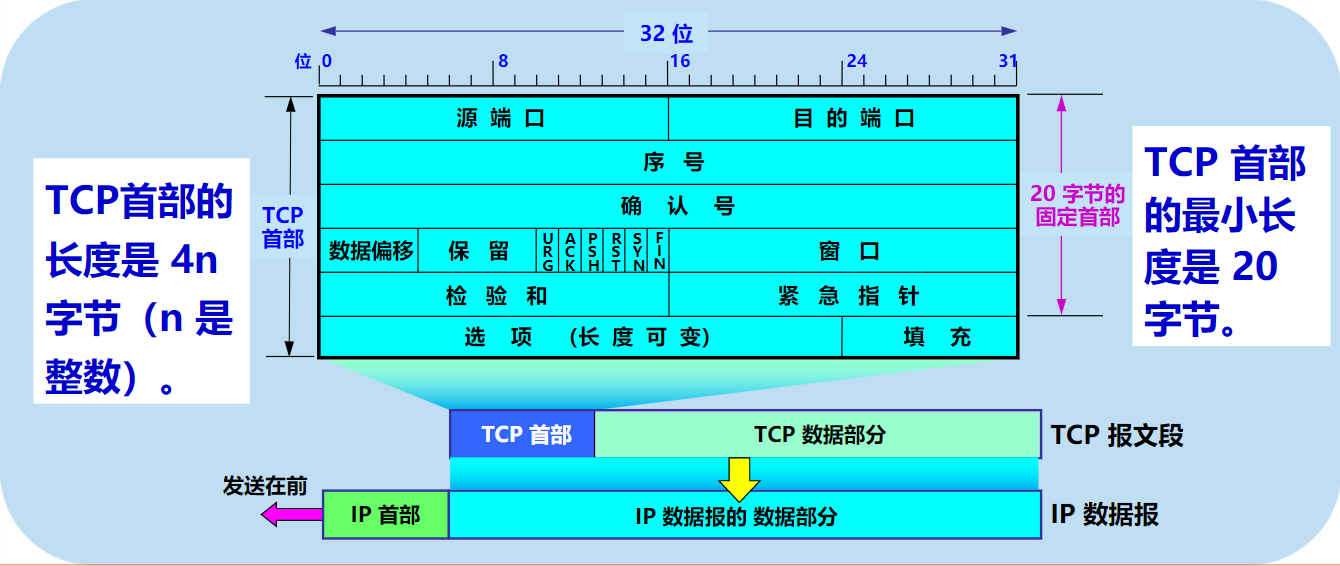 32 位
位 0 8 16 24 31
源 端 口 目 的 端 口
序 号
确 认 号
数据偏移 保 留 URG ACK PSH RST SYN FIN 窗 口
检 验 和 紧 急 指 针
选 项 (长 度 可 变) 填 充
TCP
首部
20 字节的
固定首部
TCP首部的
长度是 4n
字节（n 是
整数）。
TCP 首部
的最小长
度是 20
字节。
TCP 首部 TCP 数据部分 TCP 报文段
发送在前
IP 首部 IP 数据报的 数据部分 IP 数据报